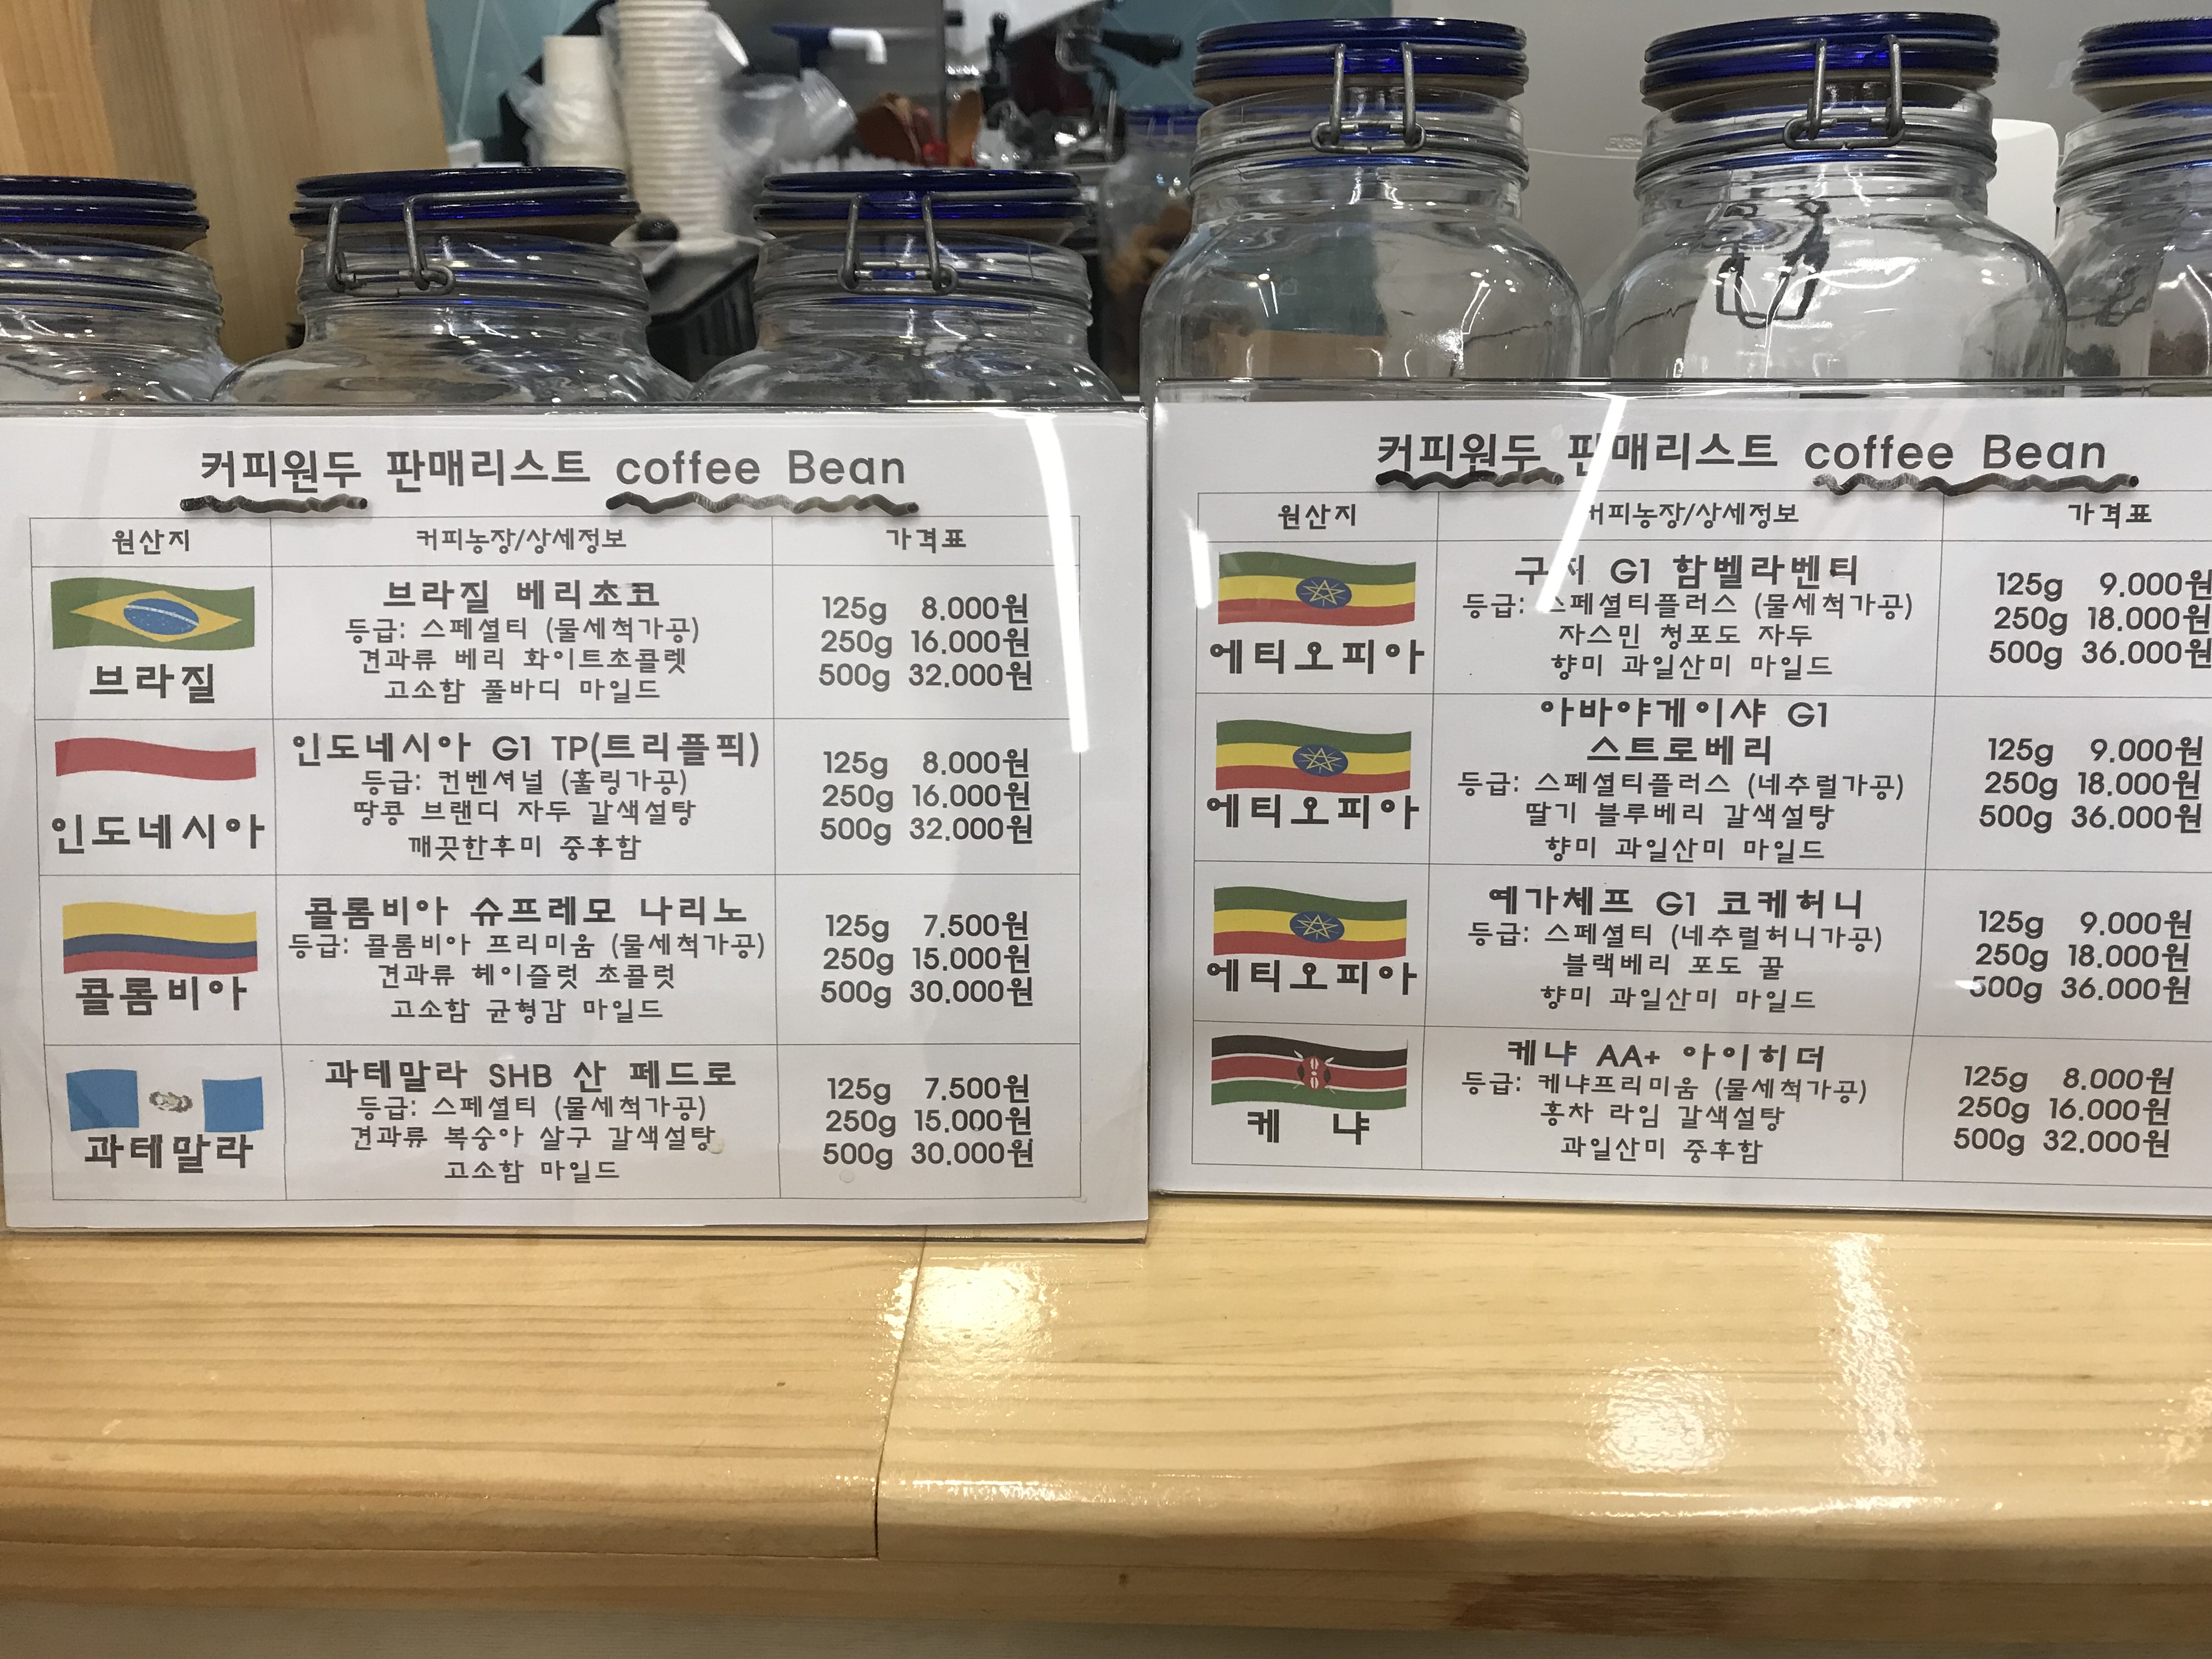 커피원두 판매리스트 coffee Bean
원산지 커피농장/상세정보 가격표
브라질
브라질 베리초코
등급: 스페셜티 (물세척가공)
견과류 베리 화이트초콜렛
고소함 풀바디 마일드
125g 8.000원
250g 16.000원
500g 32.000원
인도네시아
인도네시아 G1 TP(트리플픽)
등급: 컨벤셔널 (훌링가공)
땅콩 브랜디 자두 갈색설탕
깨끗한후미 중후함
125g 8.000원
250g 16.000원
500g 32.000원
콜롬비아
콜롬비아 슈프레모 나리노
등급: 콜롬비아 프리미움 (물세척가공)
견과류 헤이즐럿 초콜럿
고소함 균형감 마일드
125g 7.500원
250g 15.000원
500g 30.000원
과테말라
과테말라 SHB 산 페드로
등급: 스페셜티 (물세척가공)
견과류 복숭아 살구 갈색설탕
고소함 마일드
125g 7.500원
250g 15.000원
500g 30.000원
커피원두 판매리스트 coffee Bean
원산지 커피농장/상세정보 가격표
에티오피아
구지 G1 함벨라벤티
등급: 스페셜티플러스 (물세척가공)
자스민 청포도 자두
향미 과일산미 마일드
125g 9.000원
250g 18.000원
500g 36.000원
에티오피아
아바야게이샤 G1
스트로베리
등급: 스페셜티플러스 (네추럴가공)
딸기 블루베리 갈색설탕
향미 과일산미 마일드
125g 9.000원
250g 18.000원
500g 36.000원
에티오피아
예가체프 G1 코케허니
등급: 스페셜티 (네추럴허니가공)
블랙베리 포도 꿀
향미 과일산미 마일드
125g 9.000원
250g 18.000원
500g 36.000원
케 냐
케냐 AA+ 아이히더
등급: 케냐프리미움 (물세척가공)
홍차 라임 갈색설탕
과일산미 중후함
125g 8.000원
250g 16.000원
500g 32.000원